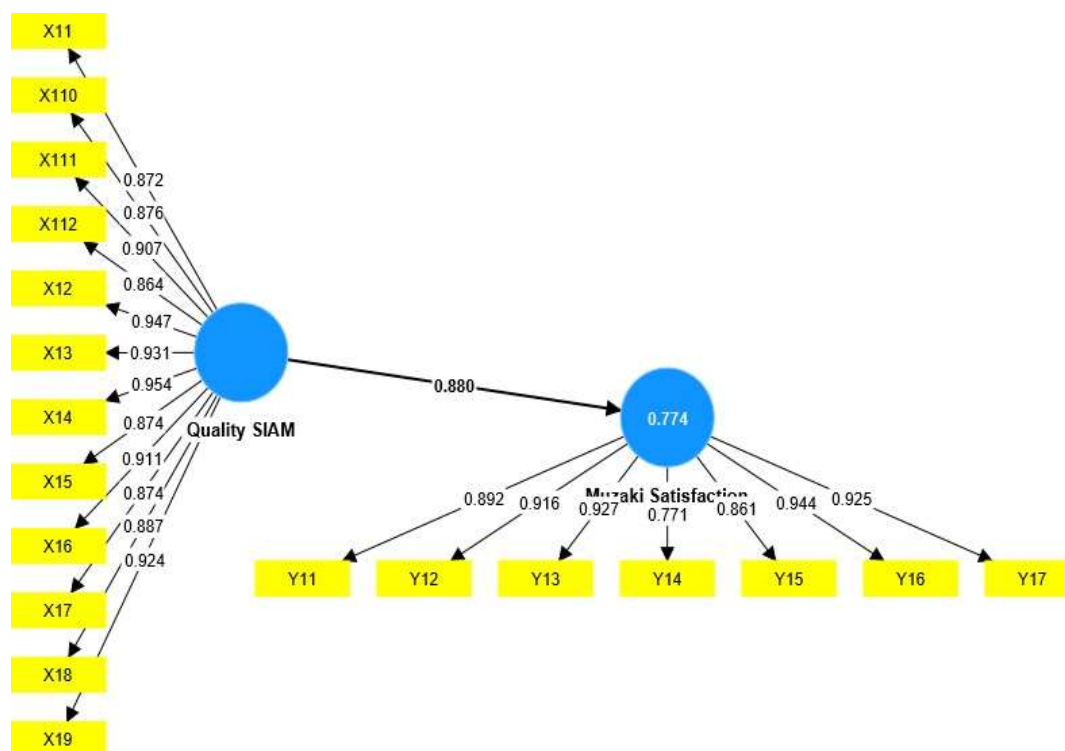 X11
X110
X111
X112
X12
X13
X14
X15
X16
X17
X18
X19
0.872
0.876
0.907
0.864
0.947
0.931
0.954
0.874
0.911
0.874
0.887
0.924
Quality SIAM
0.880
0.774
Muzaki Satisfaction
0.892
0.916
0.927
0.771
0.861
0.944
0.925
Y11
Y12
Y13
Y14
Y15
Y16
Y17